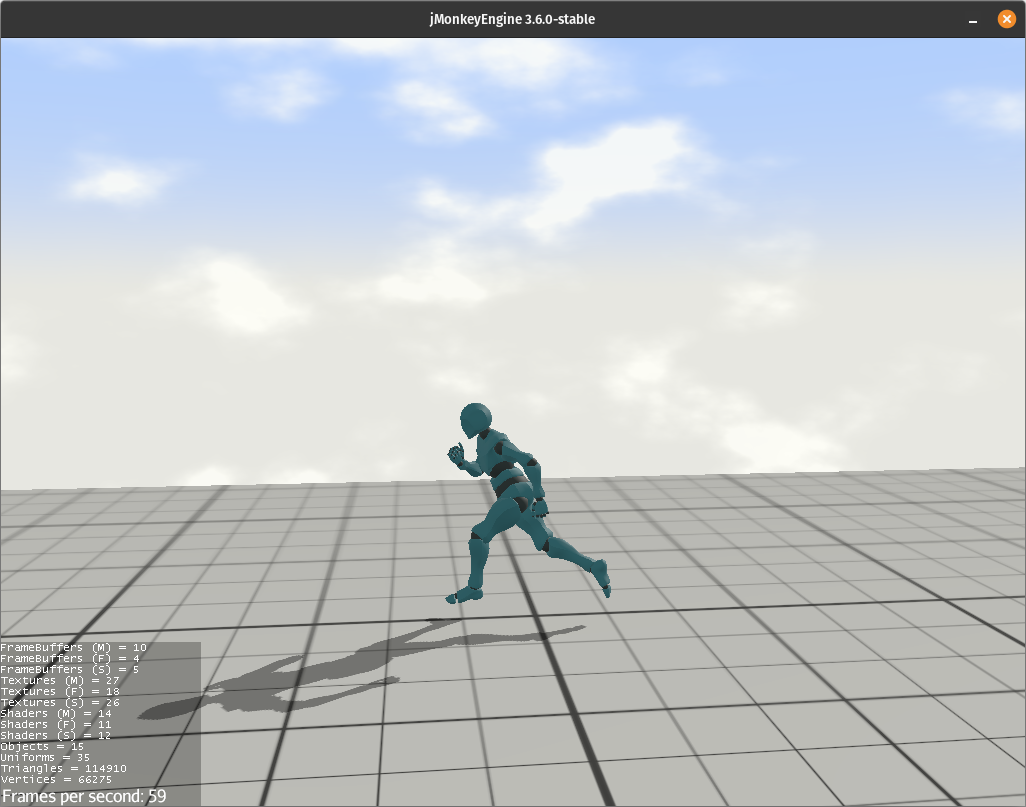 jMonkeyEngine 3.6.0-stable
FrameBuffers (M) = 10
FrameBuffers (F) = 4
FrameBuffers (S) = 5
Textures (M) = 27
Textures (F) = 18
Textures (S) = 26
Shaders (M) = 14
Shaders (F) = 11
Shaders (S) = 12
Objects = 15
Uniforms = 35
Triangles = 114910
Vertices = 66275
Frames per second: 59